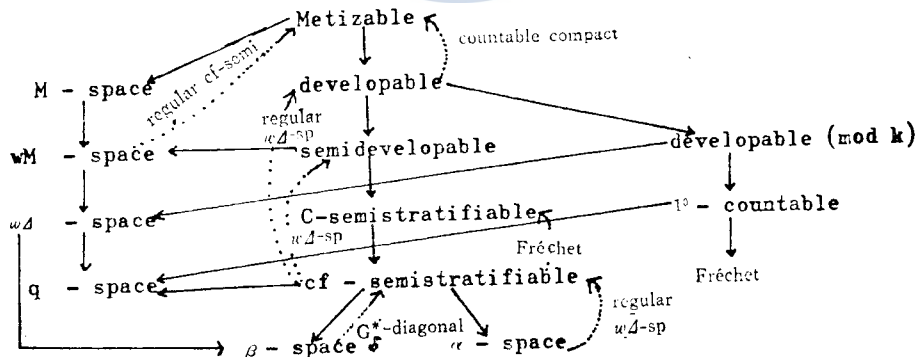 Metizable
countable compact
regular cf-semi
M - space
developable
regular
wΔ-sp
wM - space
semidevelopable
developable (mod k)
wΔ - space
C-semistratifiable
wΔ-sp
1º - countable
Fréchet
q - space
cf - semistratifiable
Fréchet
regular
wΔ-sp
G*δ-diagonal
β - space
α - space